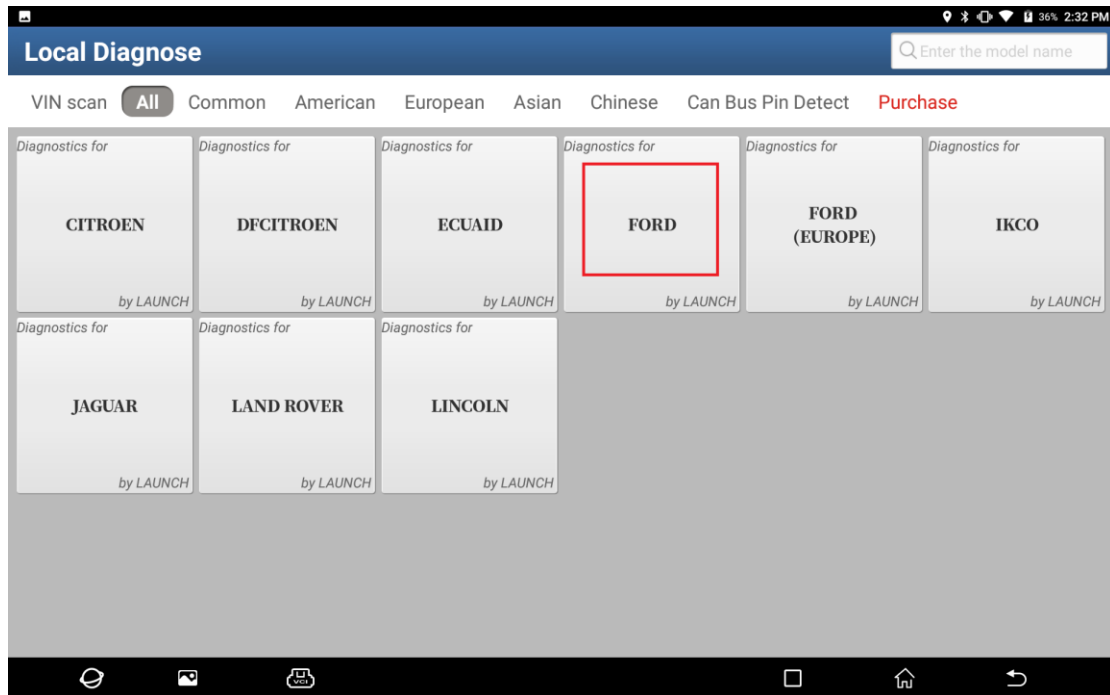 36% 2:32 PM
Local Diagnose
Enter the model name
VIN scan All Common American European Asian Chinese Can Bus Pin Detect Purchase
Diagnostics for
CITROEN
by LAUNCH
Diagnostics for
DFCITROEN
by LAUNCH
Diagnostics for
ECUAID
by LAUNCH
Diagnostics for
FORD
by LAUNCH
Diagnostics for
FORD
(EUROPE)
by LAUNCH
Diagnostics for
IKCO
by LAUNCH
Diagnostics for
JAGUAR
by LAUNCH
Diagnostics for
LAND ROVER
by LAUNCH
Diagnostics for
LINCOLN
by LAUNCH
VCI